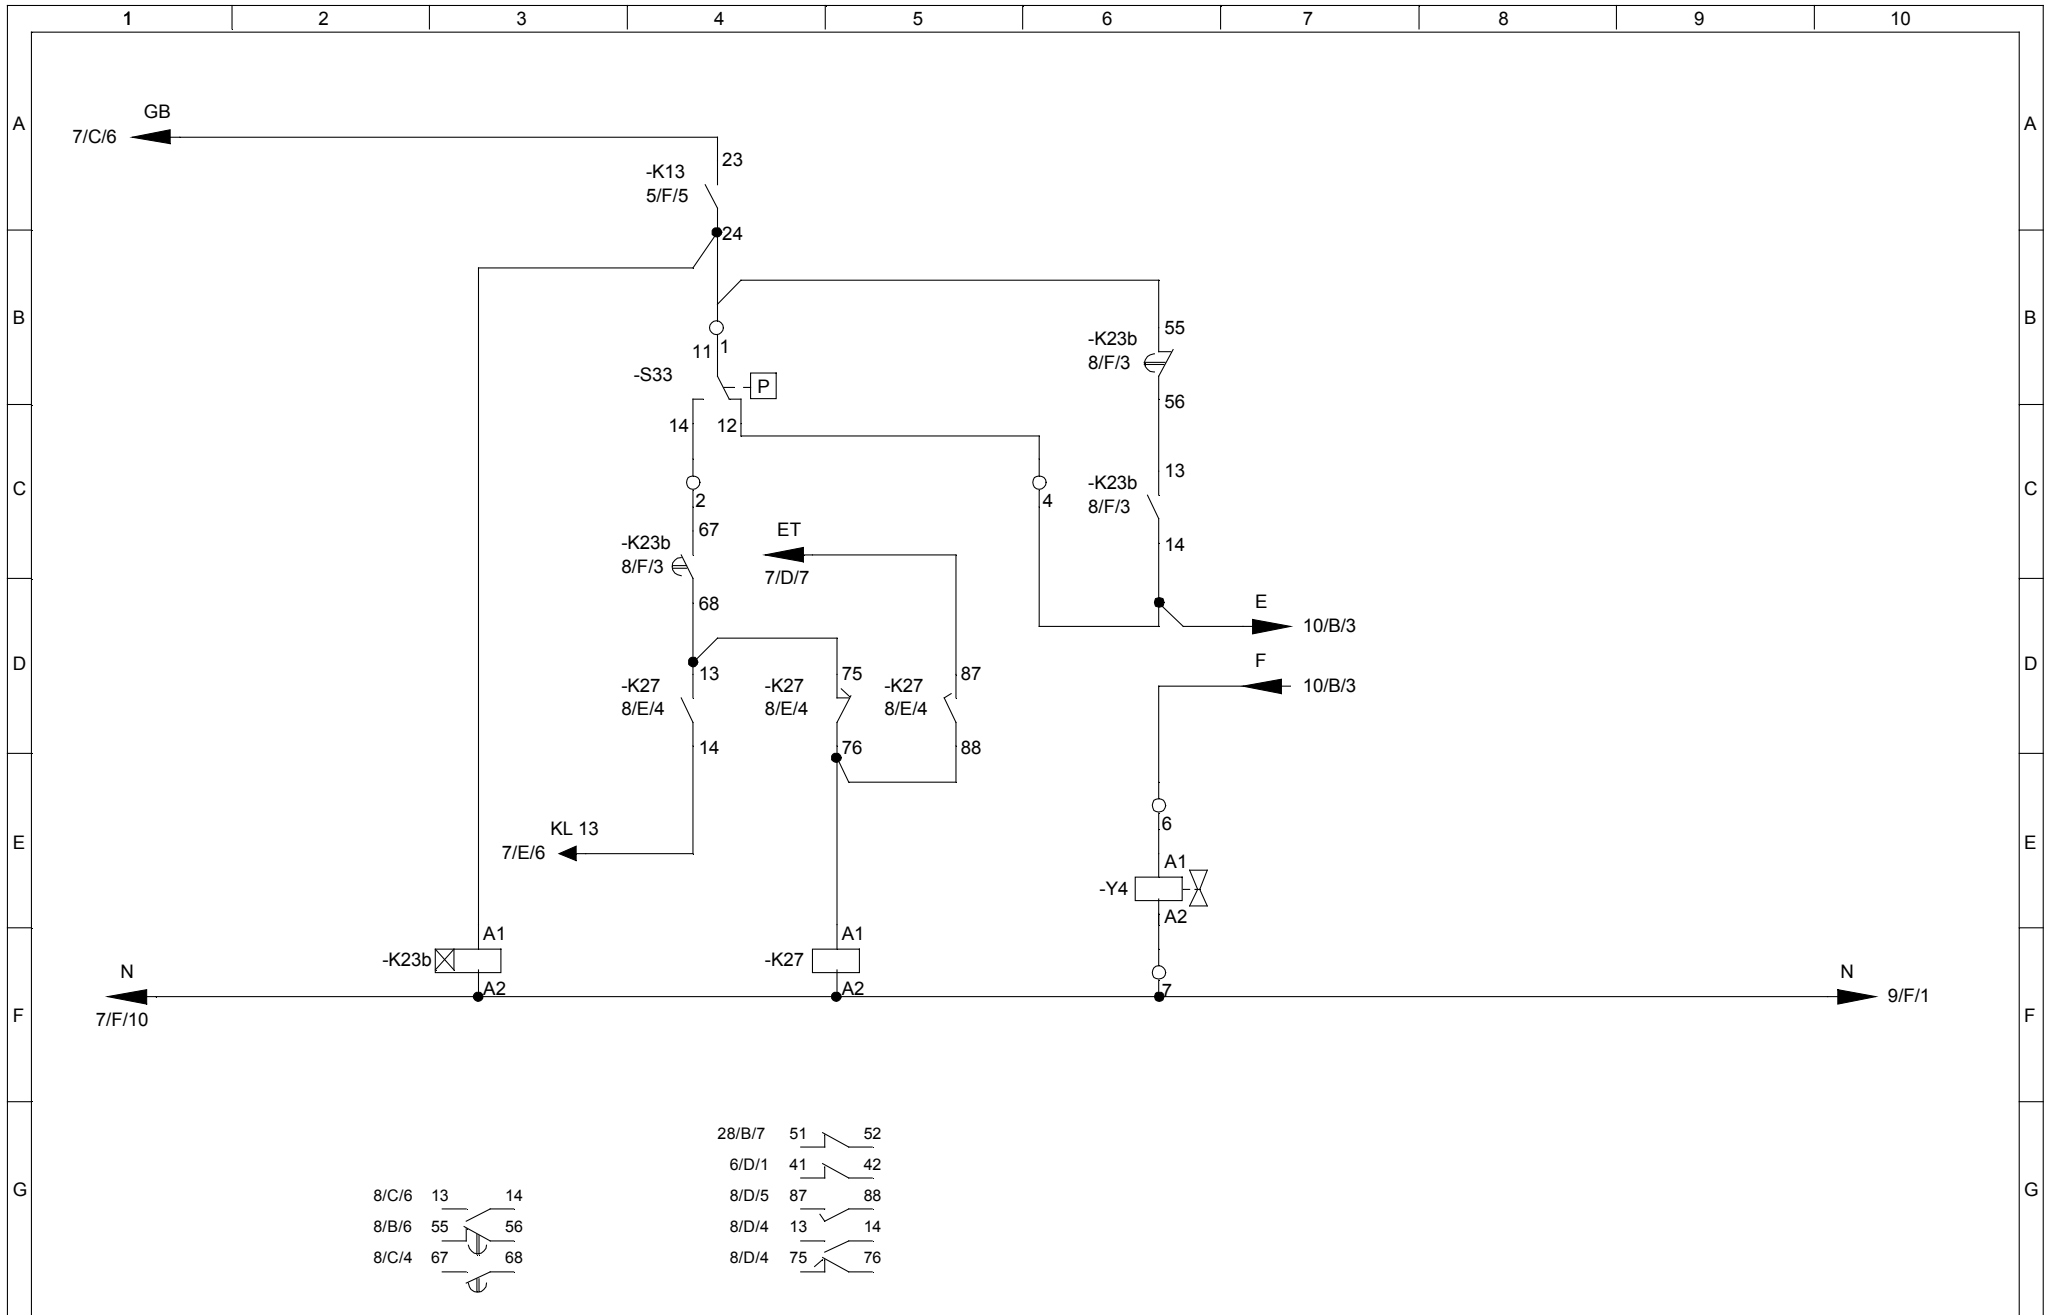 1 2 3 4 5 6 7 8 9 10
GB
A 7/C/6 A
23
-K13
5/F/5
24
B B
55
-K23b
8/F/3
11 1
-S33 P
56
14 12
13
C -K23b C
8/F/3
2 4
67 ET
-K23b 14
8/F/3 7/D/7
68 E
10/B/3
D F D
13 75 87
-K27 -K27 -K27 10/B/3
8/E/4 8/E/4 8/E/4
14 76 88
6
KL 13
E 7/E/6 E
A1
-Y4
A2
A1 A1
-K23b -K27
N N
A2 A2 7 9/F/1
F 7/F/10 F
28/B/7 51 52
6/D/1 41 42
G G
8/C/6 13 14 8/D/5 87 88
8/B/6 55 56 8/D/4 13 14
8/C/4 67 68 8/D/4 75 76